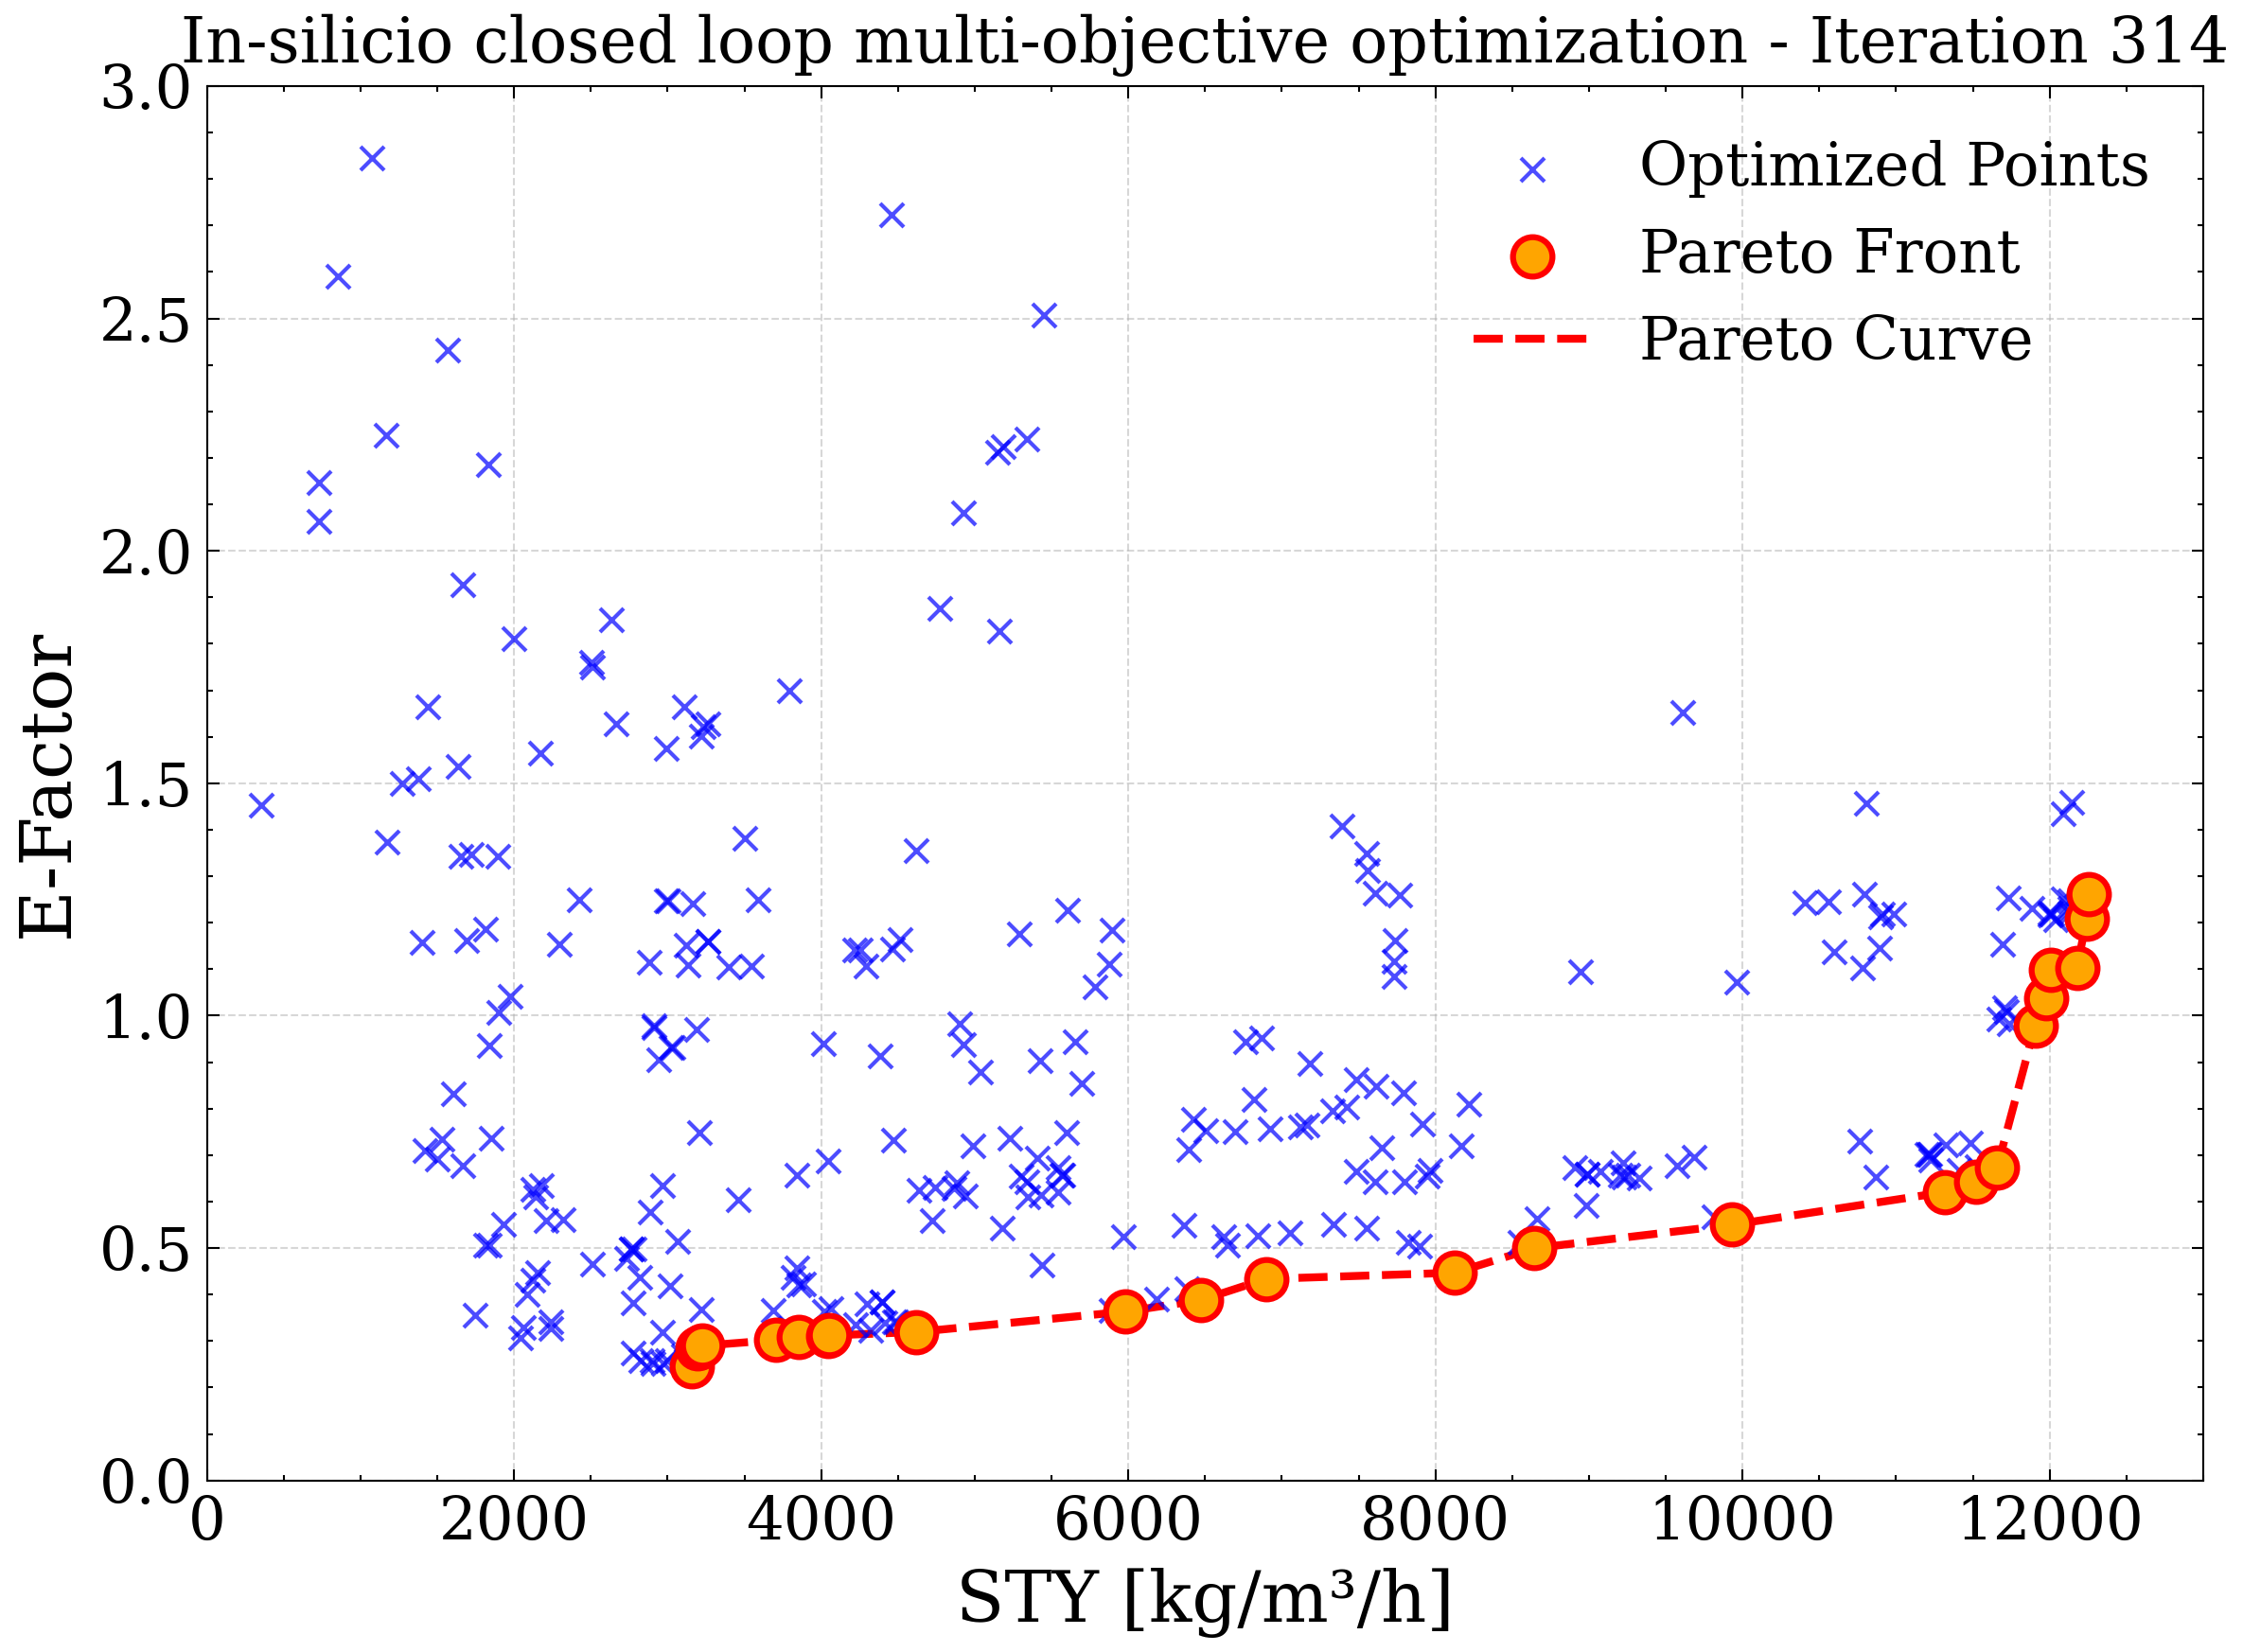 In-silicio closed loop multi-objective optimization - Iteration 314
3.0
2.5
2.0
1.5
1.0
0.5
0.0
E-Factor
Optimized Points
Pareto Front
Pareto Curve
0 2000 4000 6000 8000 10000 12000
STY [kg/m³/h]